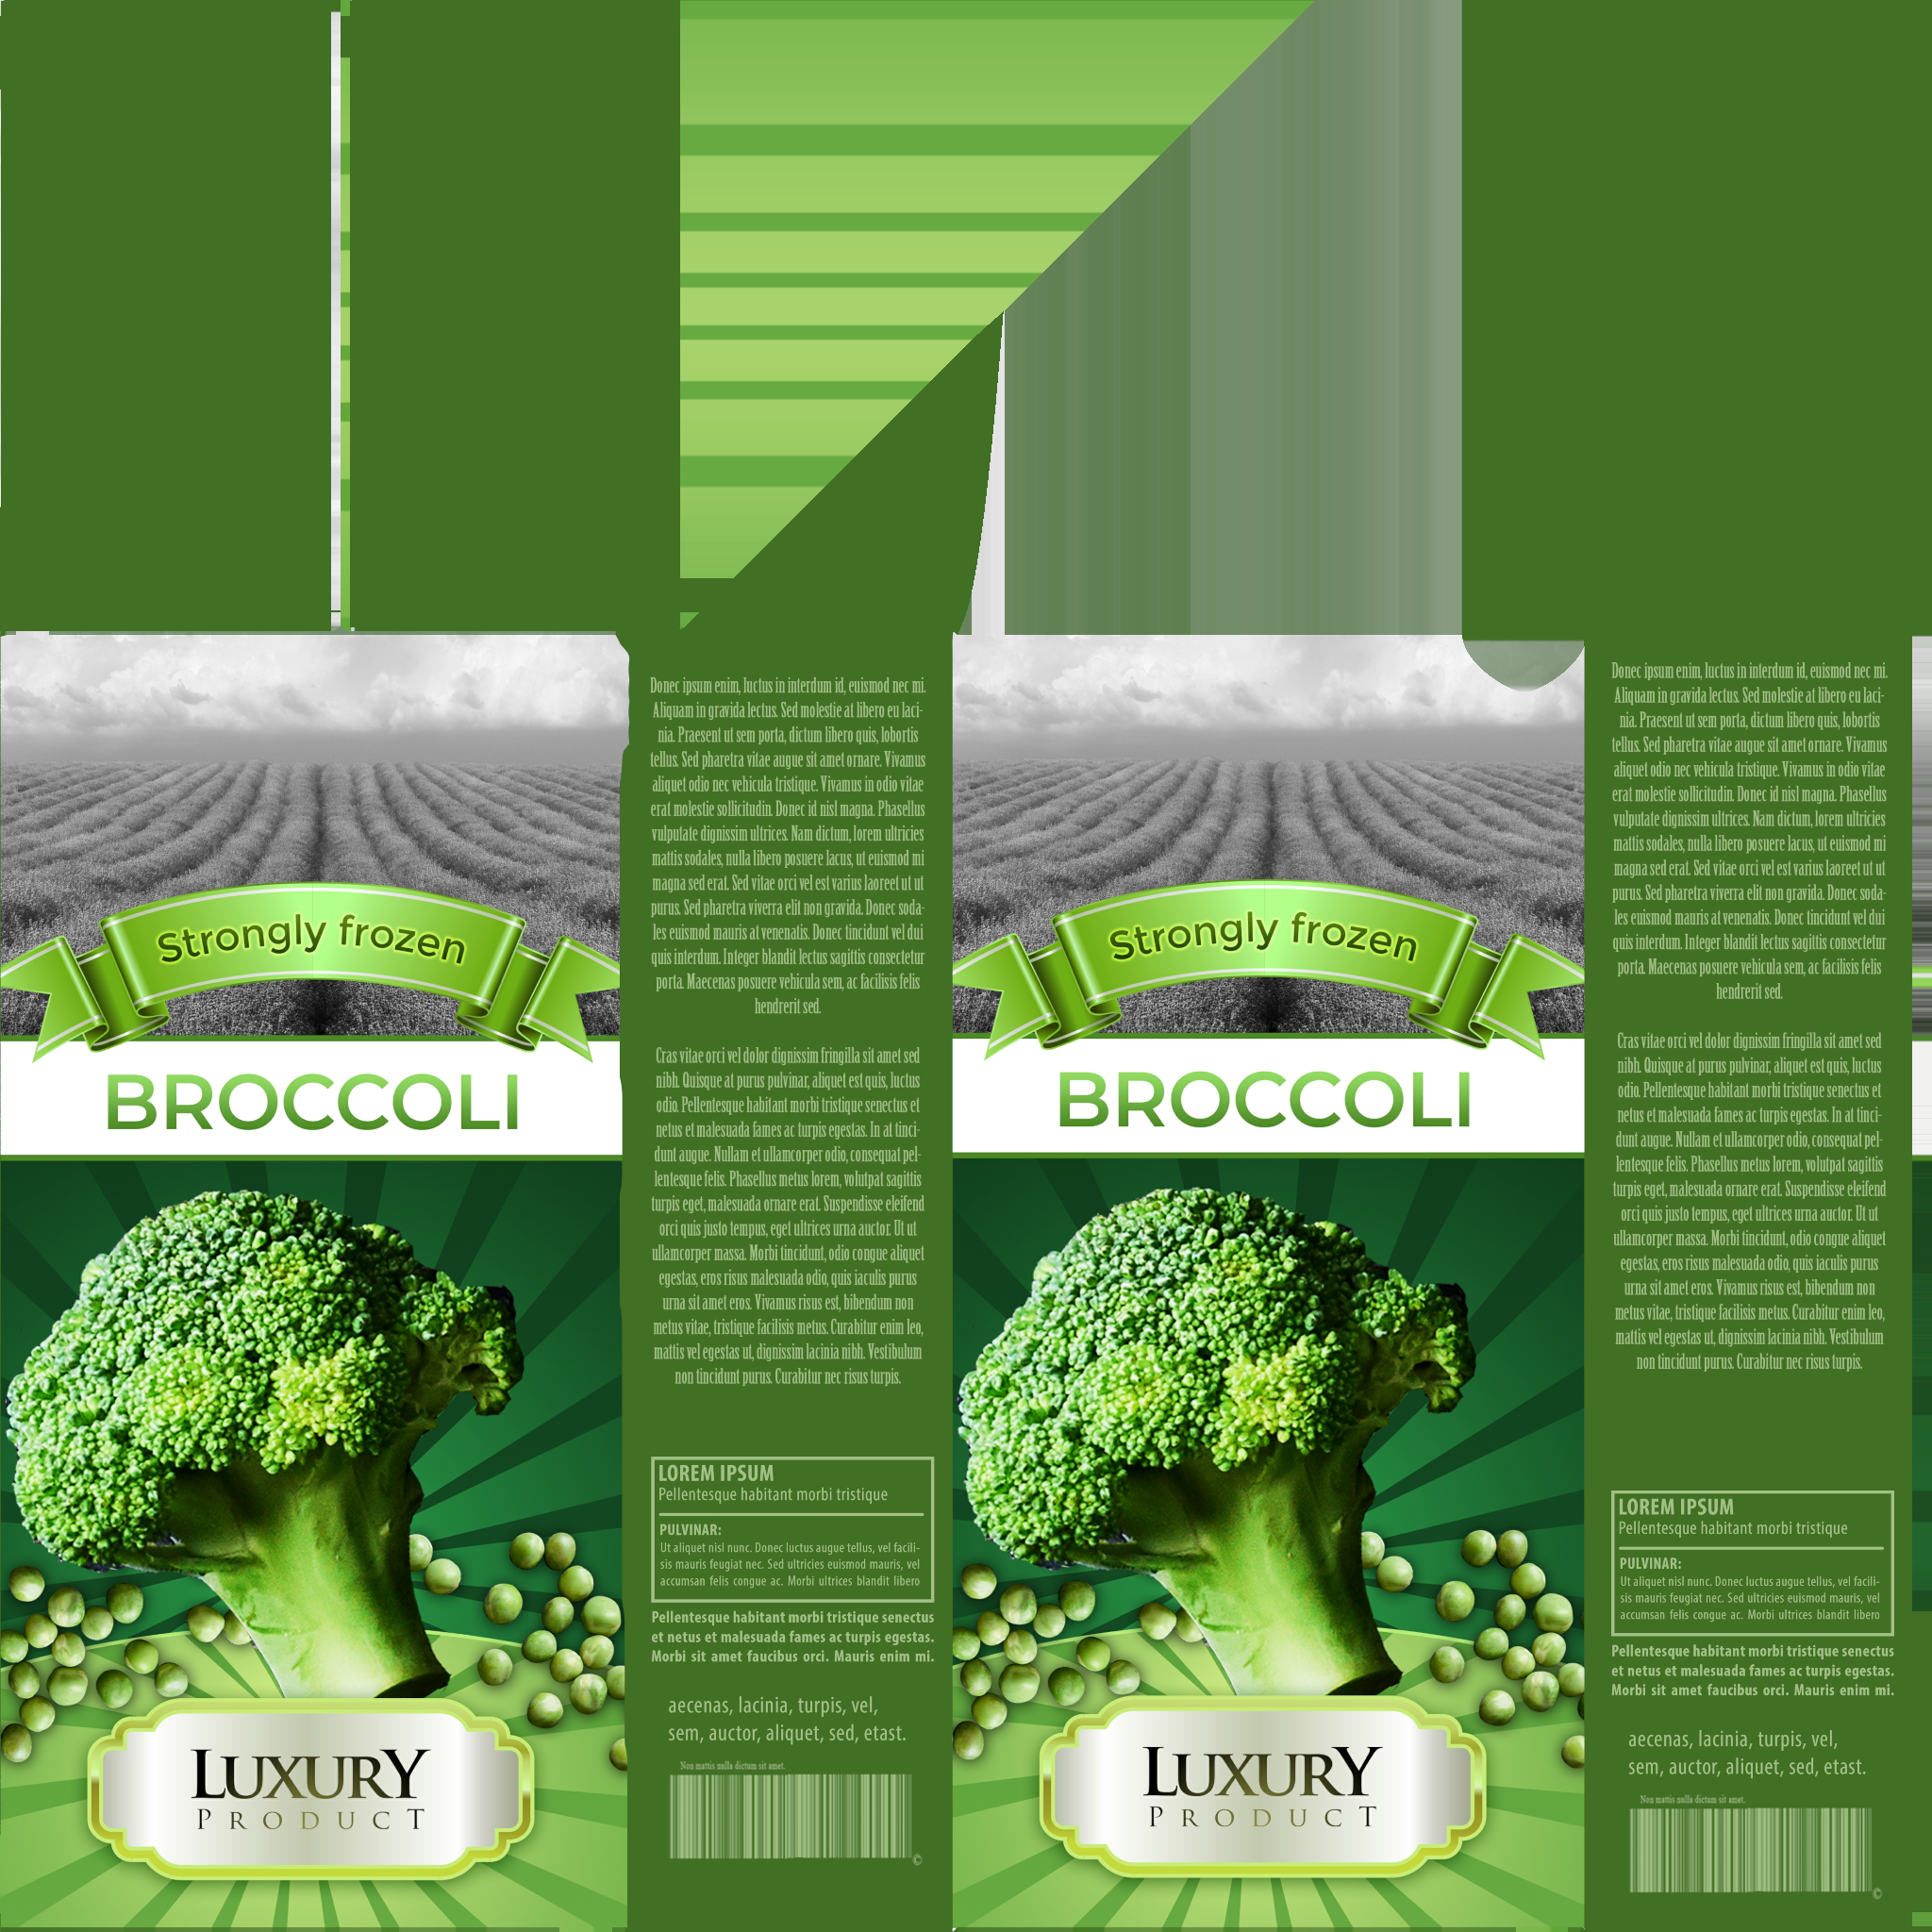 Strongly frozen
BROCCOLI
LUXURY
PRODUCT
Donec ipsum enim, luctus in interdum id, euismod nec mi.
Aliquam in gravida lectus. Sed molestie at libero eu laci-
nia. Praesent ut sem porta, dictum libero quis, lobortis
tellus. Sed pharetra vitae augue sit amet ornare. Vivamus
aliquet odio nec vehicula tristique. Vivamus in odio vitae
erat molestie sollicitudin. Donec id nisl magna. Phasellus
vulputate dignissim ultrices. Nam dictum, lorem ultricies
mattis sodales, nulla libero posuere lacus, ut euismod mi
magna sed erat. Sed vitae orci vel est varius laoreet ut ut
purus. Sed pharetra viverra elit non gravida. Donec soda-
les euismod mauris at venenatis. Donec tincidunt vel dui
quis interdum. Integer blandit lectus sagittis consectetur
porta. Maecenas posuere vehicula sem, ac facilisis felis
hendrerit sed.
Cras vitae orci vel dolor dignissim fringilla sit amet sed
nibh. Quisque at purus pulvinar, aliquet est quis, luctus
odio. Pellentesque habitant morbi tristique senectus et
netus et malesuada fames ac turpis egestas. In at tinci-
dunt augue. Nullam et ullamcorper odio, consequat pel-
lentesque felis. Phasellus metus lorem, volutpat sagittis
turpis eget, malesuada ornare erat. Suspendisse eleifend
orci quis justo tempus, eget ultrices urna auctor. Ut ut
ullamcorper massa. Morbi tincidunt, odio congue aliquet
egestas, eros risus malesuada odio, quis iaculis purus
urna sit amet eros. Vivamus risus est, bibendum non
metus vitae, tristique facilisis metus. Curabitur enim leo,
mattis vel egestas ut, dignissim lacinia nibh. Vestibulum
non tincidunt purus. Curabitur nec risus turpis.
LOREM IPSUM
Pellentesque habitant morbi tristique
PULVINAR:
Ut aliquet nisl nunc. Donec luctus augue tellus, vel facili-
sis mauris feugiat nec. Sed ultricies euismod mauris, vel
accumsan felis congue ac. Morbi ultrices blandit libero
Pellentesque habitant morbi tristique senectus
et netus et malesuada fames ac turpis egestas.
Morbi sit amet faucibus orci. Mauris enim mi.
aecenas, lacinia, turpis, vel,
sem, auctor, aliquet, sed, etast.
Non mattis nulla dictum sit amet.
©
Strongly frozen
BROCCOLI
LUXURY
PRODUCT
Donec ipsum enim, luctus in interdum id, euismod nec mi.
Aliquam in gravida lectus. Sed molestie at libero eu laci-
nia. Praesent ut sem porta, dictum libero quis, lobortis
tellus. Sed pharetra vitae augue sit amet ornare. Vivamus
aliquet odio nec vehicula tristique. Vivamus in odio vitae
erat molestie sollicitudin. Donec id nisl magna. Phasellus
vulputate dignissim ultrices. Nam dictum, lorem ultricies
mattis sodales, nulla libero posuere lacus, ut euismod mi
magna sed erat. Sed vitae orci vel est varius laoreet ut ut
purus. Sed pharetra viverra elit non gravida. Donec soda-
les euismod mauris at venenatis. Donec tincidunt vel dui
quis interdum. Integer blandit lectus sagittis consectetur
porta. Maecenas posuere vehicula sem, ac facilisis felis
hendrerit sed.
Cras vitae orci vel dolor dignissim fringilla sit amet sed
nibh. Quisque at purus pulvinar, aliquet est quis, luctus
odio. Pellentesque habitant morbi tristique senectus et
netus et malesuada fames ac turpis egestas. In at tinci-
dunt augue. Nullam et ullamcorper odio, consequat pel-
lentesque felis. Phasellus metus lorem, volutpat sagittis
turpis eget, malesuada ornare erat. Suspendisse eleifend
orci quis justo tempus, eget ultrices urna auctor. Ut ut
ullamcorper massa. Morbi tincidunt, odio congue aliquet
egestas, eros risus malesuada odio, quis iaculis purus
urna sit amet eros. Vivamus risus est, bibendum non
metus vitae, tristique facilisis metus. Curabitur enim leo,
mattis vel egestas ut, dignissim lacinia nibh. Vestibulum
non tincidunt purus. Curabitur nec risus turpis.
LOREM IPSUM
Pellentesque habitant morbi tristique
PULVINAR:
Ut aliquet nisl nunc. Donec luctus augue tellus, vel facili-
sis mauris feugiat nec. Sed ultricies euismod mauris, vel
accumsan felis congue ac. Morbi ultrices blandit libero
Pellentesque habitant morbi tristique senectus
et netus et malesuada fames ac turpis egestas.
Morbi sit amet faucibus orci. Mauris enim mi.
aecenas, lacinia, turpis, vel,
sem, auctor, aliquet, sed, etast.
Non mattis nulla dictum sit amet.
©